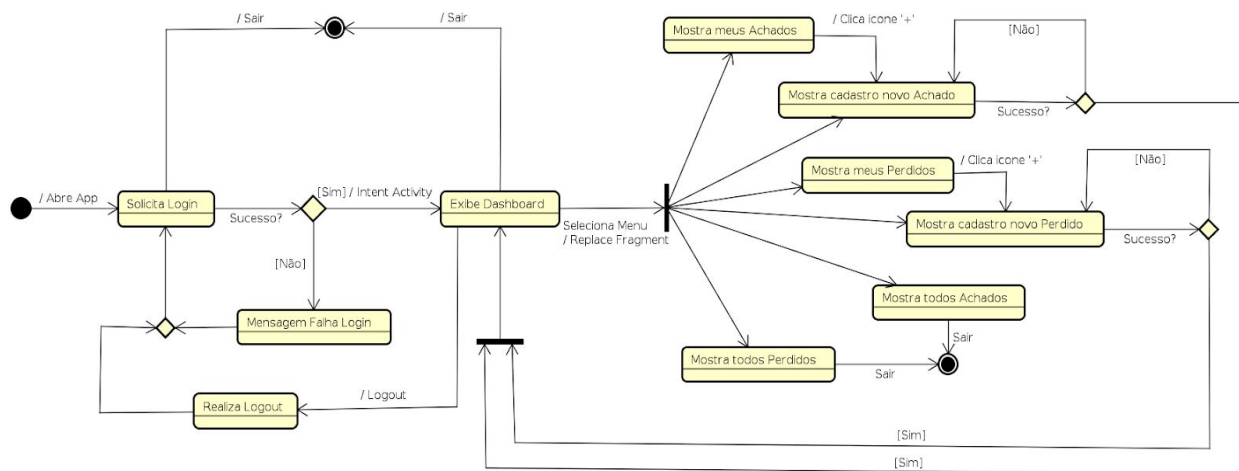 / Sair
/ Sair
Mostra meus Achados
/ Clica icone '+'
[Não]
Mostra cadastro novo Achado
Sucesso?
Mostra meus Perdidos
/ Clica icone '+'
[Não]
/ Abre App
Solicita Login
Sucesso?
[Sim] / Intent Activity
Exibe Dashboard
Seleciona Menu
/ Replace Fragment
Mostra cadastro novo Perdido
Sucesso?
[Não]
Mensagem Falha Login
Mostra todos Achados
Sair
Mostra todos Perdidos
Sair
Realiza Logout
/ Logout
[Sim]
[Sim]